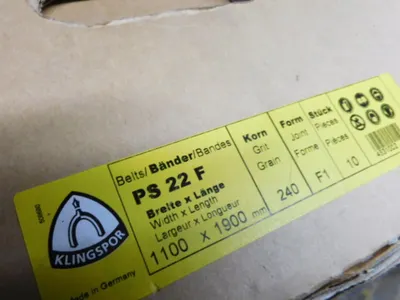 KLINGSPOR
Made in Germany
Belts/Bänder/Bandes
PS 22 F
Breite x Länge
Width x Length
Largeur x Longueur
1100 x 1900 mm
Korn
Grit
Grain
240
Form
Joint
Forme
F1
Stück
Pieces
Pièces
10